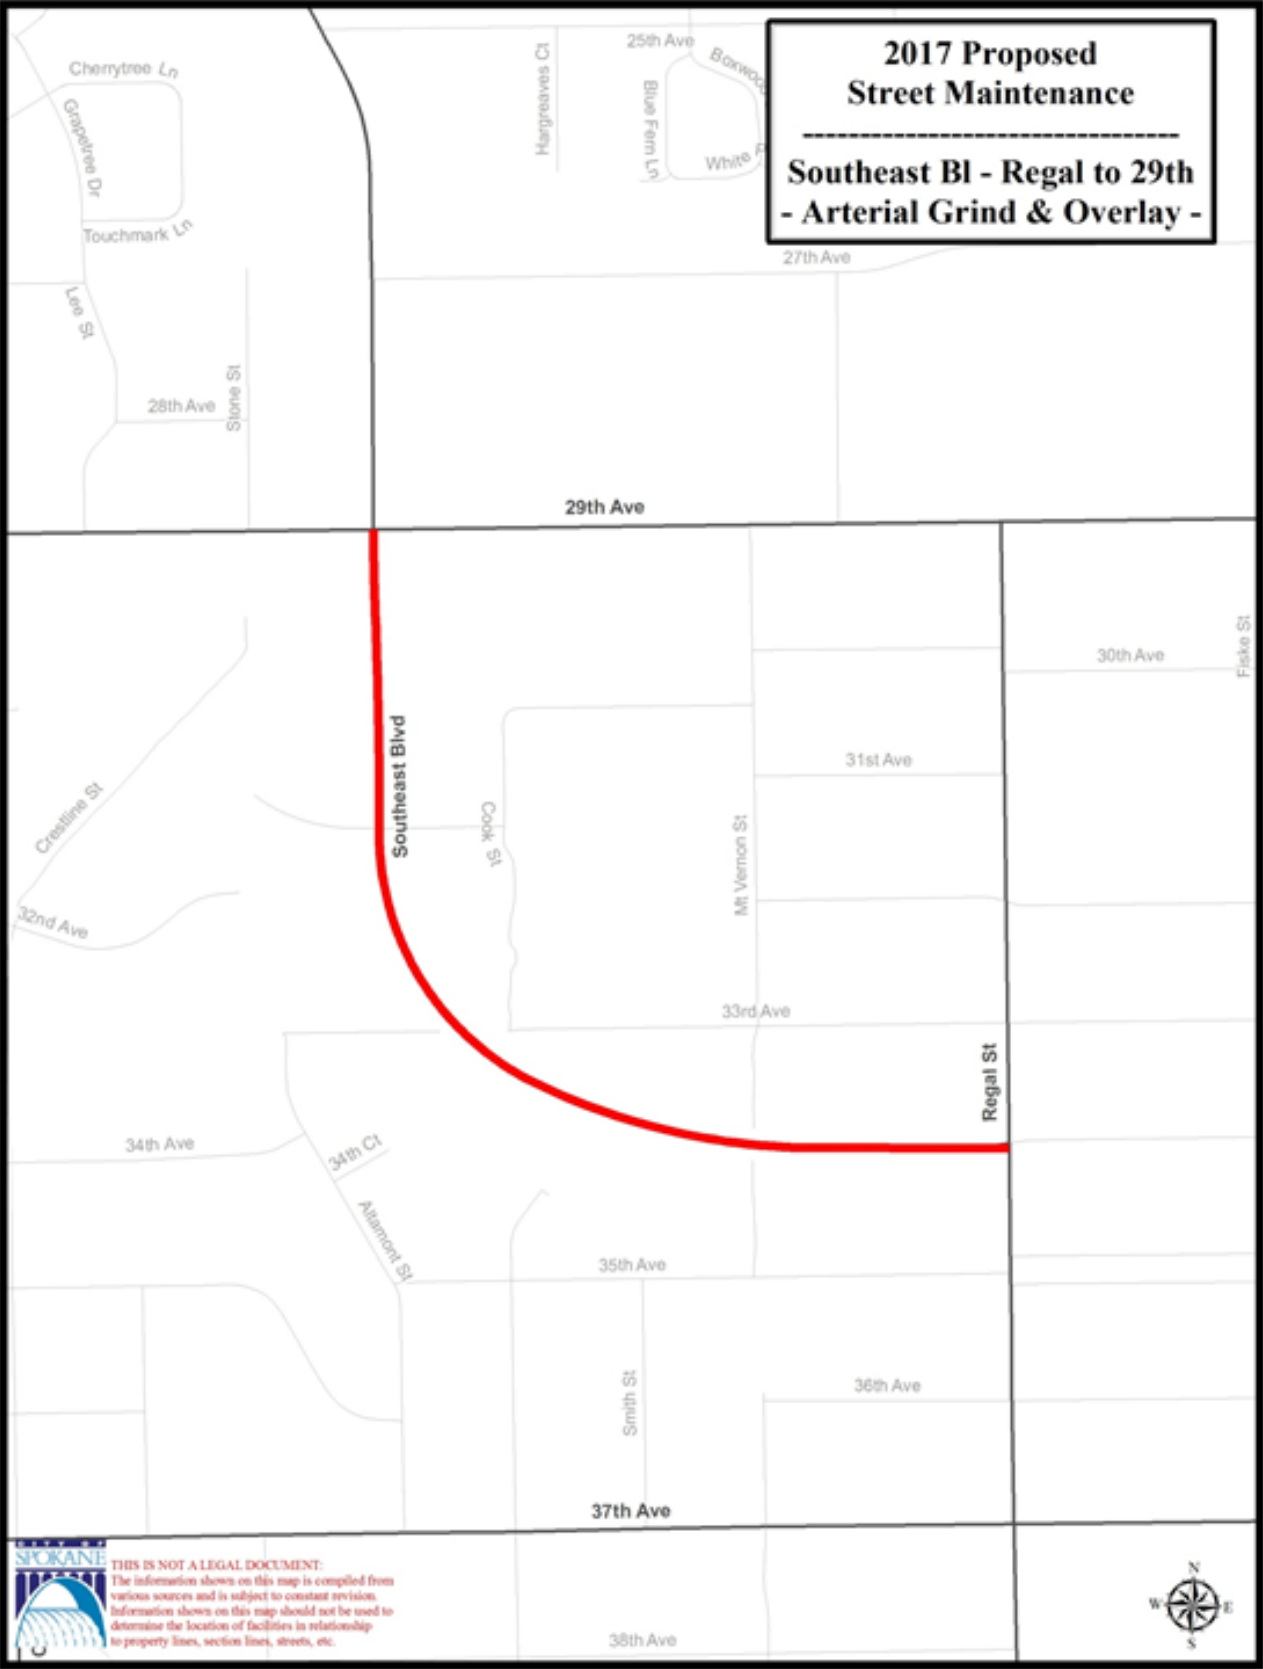 2017 Proposed
Street Maintenance
---------------------------------
Southeast Bl - Regal to 29th
- Arterial Grind & Overlay -
Cherrytree Ln
Grapetree Dr
Touchmark Ln
Lee St
28th Ave
Stone St
Hargreaves Ct
25th Ave
Blue Fern Ln
White
27th Ave
29th Ave
30th Ave
Fiske St
Southeast Blvd
31st Ave
Crestline St
Cook St
Mt Vernon St
32nd Ave
33rd Ave
Regal St
34th Ave
34th Ct
Altamont St
35th Ave
36th Ave
Smith St
37th Ave
38th Ave
CITY OF
SPOKANE
THIS IS NOT A LEGAL DOCUMENT:
The information shown on this map is compiled from
various sources and is subject to constant revision.
Information shown on this map should not be used to
determine the location of facilities in relationship
to property lines, section lines, streets, etc.
N
W E
S